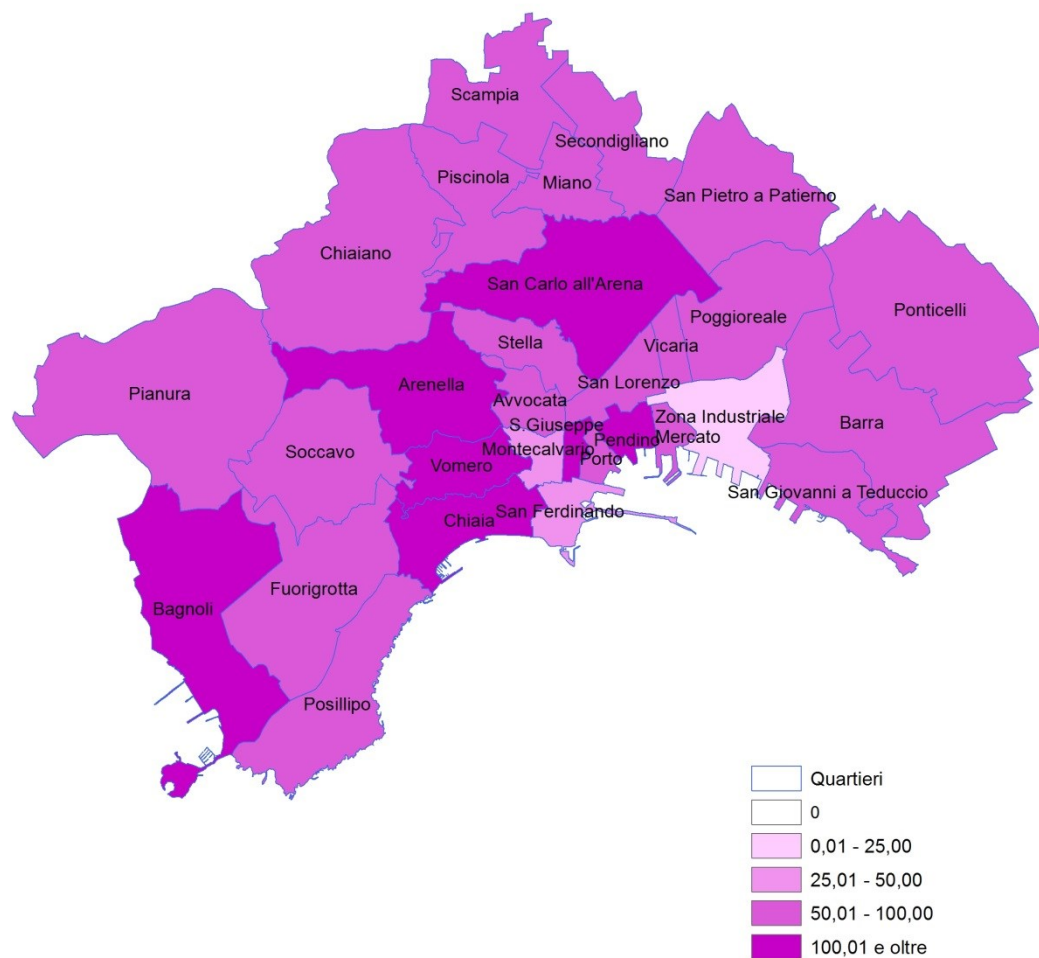 Scampia
Secondigliano
Piscinola
Miano
San Pietro a Patierno
Chiaiano
San Carlo all'Arena
Ponticelli
Poggioreale
Stella
Vicaria
Arenella
San Lorenzo
Pianura
Avvocata
Zona Industriale
Barra
S.Giuseppe
Pendino
Mercato
Montecalvario
Soccavo
Porto
Vomero
San Giovanni a Teduccio
San Ferdinando
Chiaia
Fuorigrotta
Bagnoli
Posillipo
Quartieri
0
0,01 - 25,00
25,01 - 50,00
50,01 - 100,00
100,01 e oltre